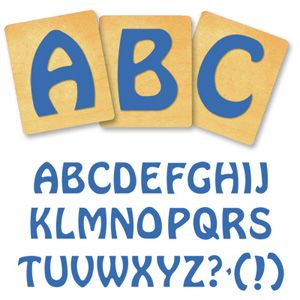 ABC
ABCDEFGHIJ
KLMNOPQRS
TUVWXYZ?·(!)